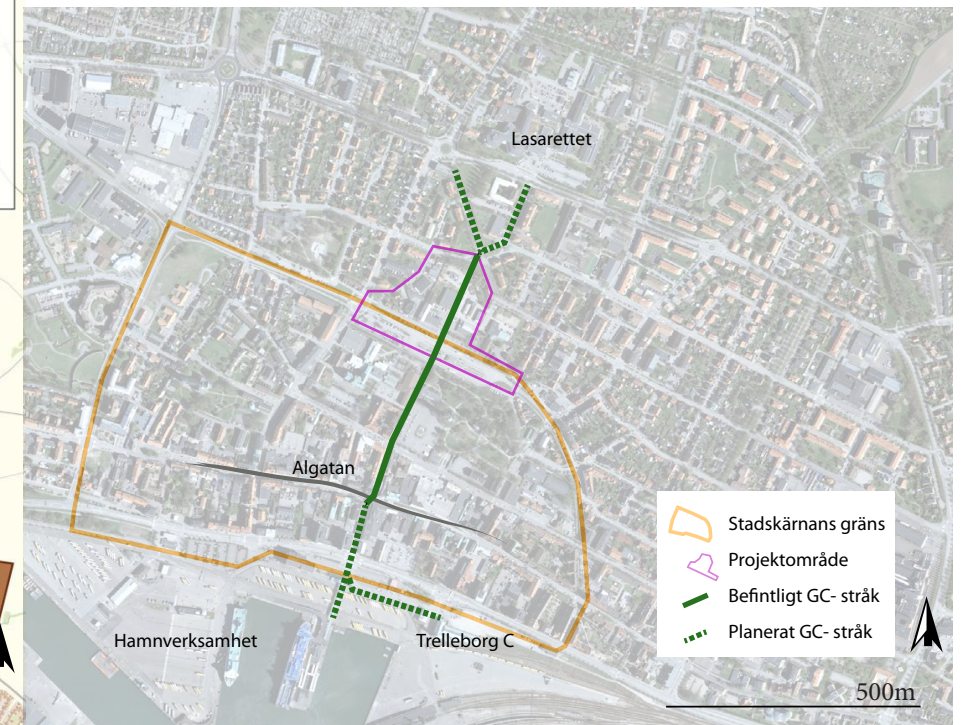 Lasarettet
Algatan
Stadskärnans gräns
Projektområde
Befintligt GC- stråk
Planerat GC- stråk
Hamnverksamhet
Trelleborg C
500m